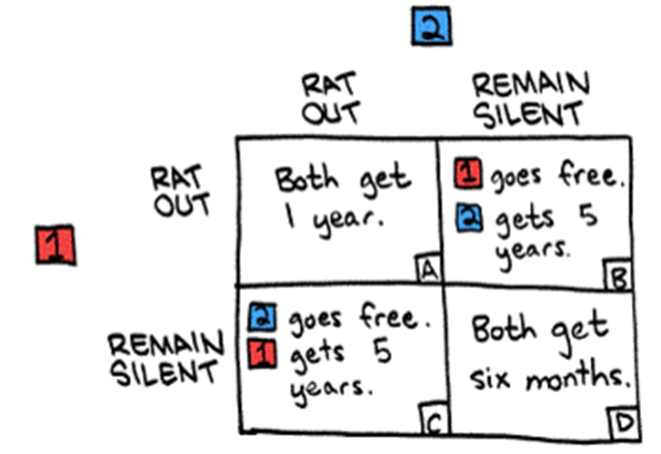 2
RAT
OUT
REMAIN
SILENT
RAT
OUT
Both get
1 year.
A
1 goes free.
2 gets 5
years.
B
1
REMAIN
SILENT
2 goes free.
1 gets 5
years.
C
Both get
six months.
D